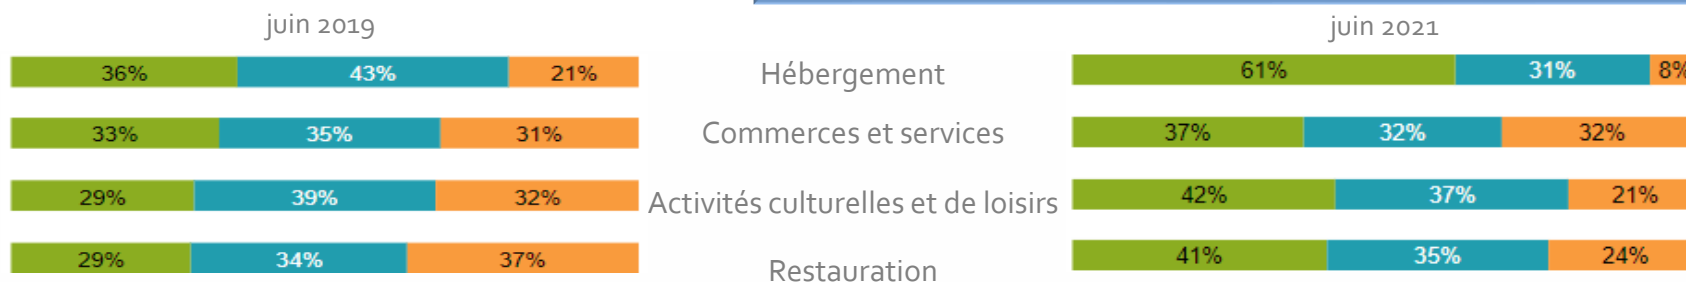 juin 2019 juin 2021
36% 43% 21% Hébergement 61% 31% 8%
33% 35% 31% Commerces et services 37% 32% 32%
29% 39% 32% Activités culturelles et de loisirs 42% 37% 21%
29% 34% 37% Restauration 41% 35% 24%